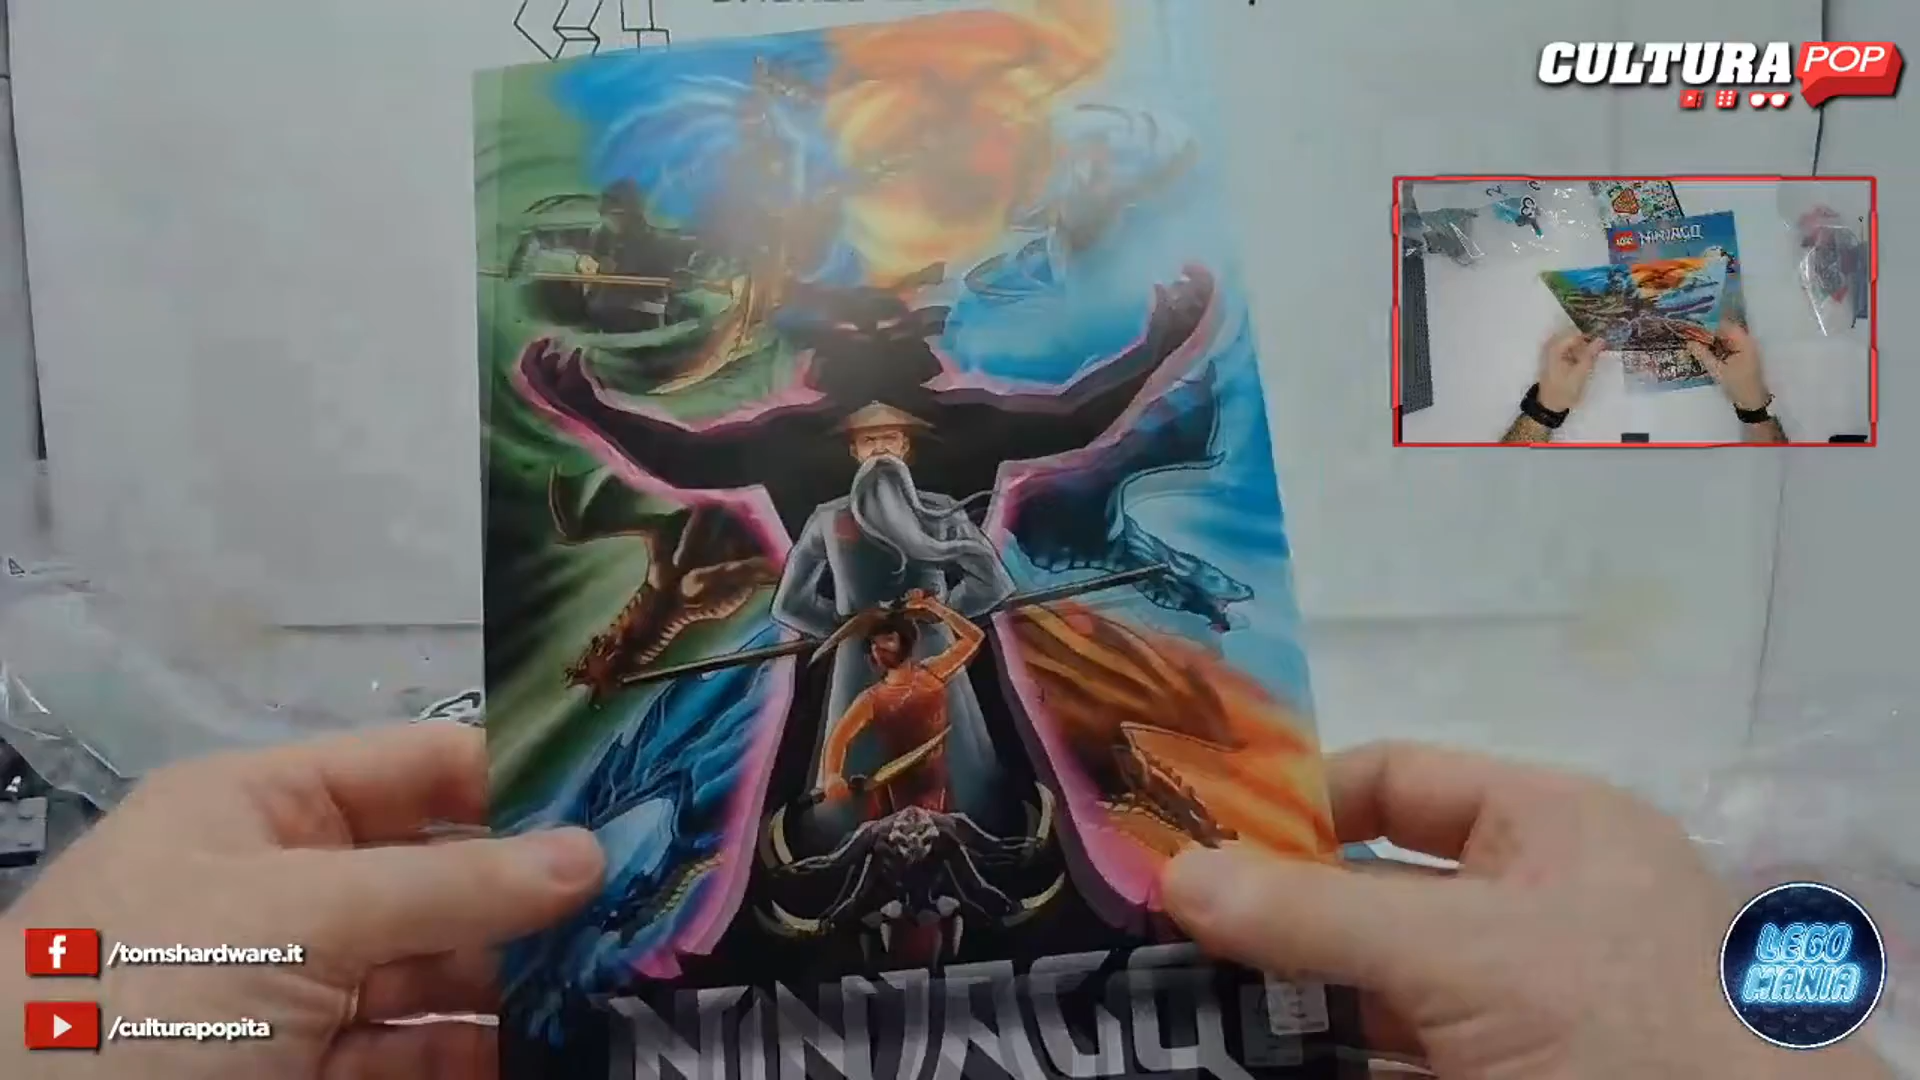 CULTURA POP
LEGO NINJAGO
/tomshardware.it
/culturapopita
LEGO
MANIA
NINJAGO